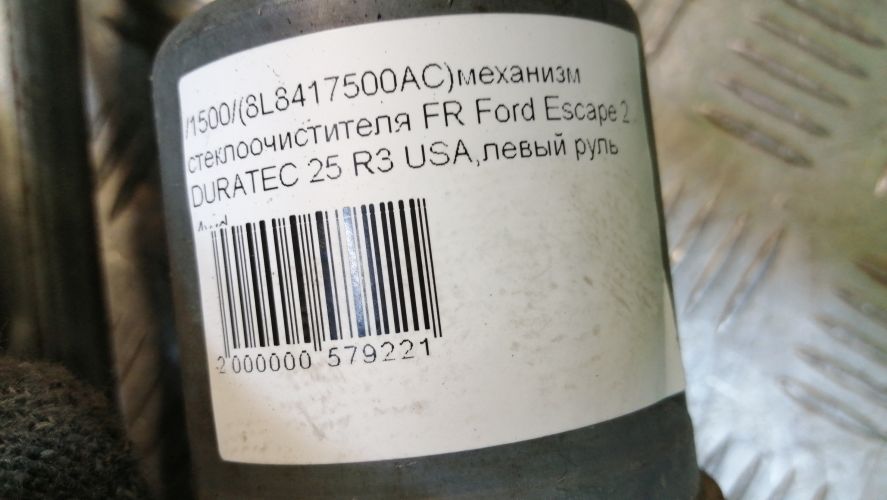 /1500/(8L8417500AC)механизм
стеклоочистителя FR Ford Escape 2
DURATEC 25 R3 USA,левый руль
2 000000 579221